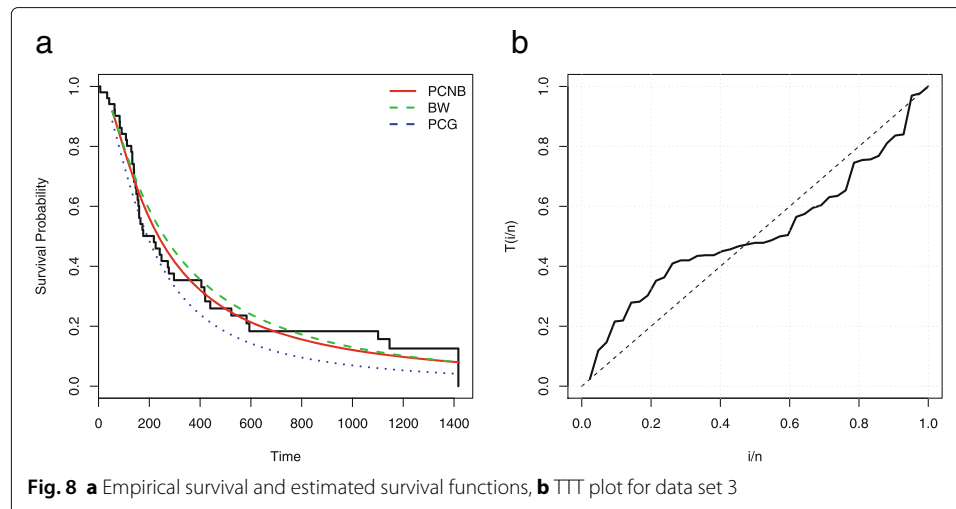 a
Survival Probability
1.0
0.8
0.6
0.4
0.2
0.0
PCNB
BW
PCG
0 200 400 600 800 1000 1200 1400
Time
b
T(i/n)
1.0
0.8
0.6
0.4
0.2
0.0
0.0 0.2 0.4 0.6 0.8 1.0
i/n
Fig. 8 a Empirical survival and estimated survival functions, b TTT plot for data set 3